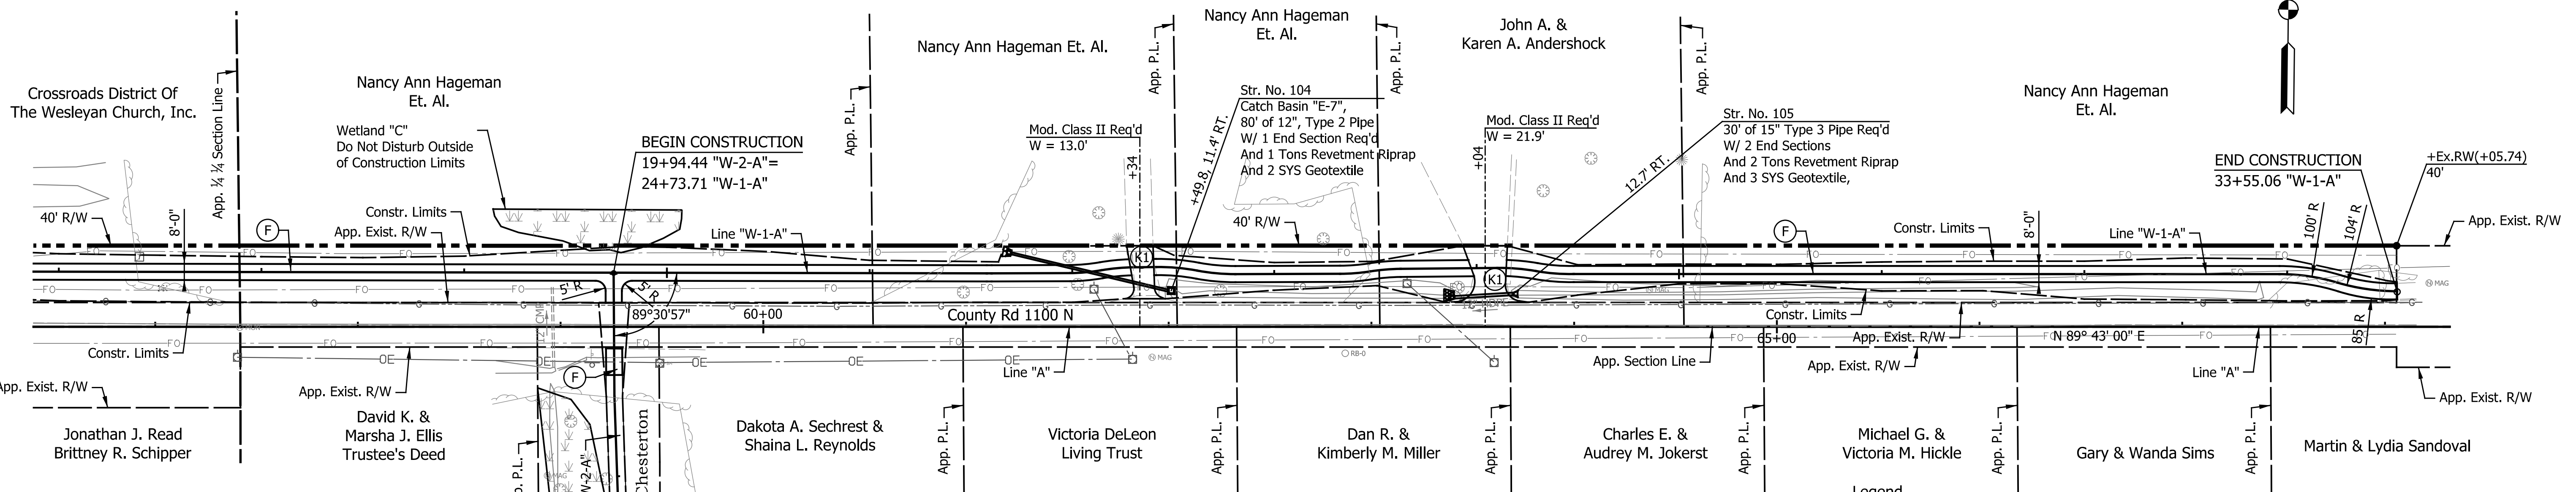 Crossroads District Of
The Wesleyan Church, Inc.
App. ¼ ¼ Section Line
Nancy Ann Hageman
Et. Al.
Wetland "C"
Do Not Disturb Outside
of Construction Limits
BEGIN CONSTRUCTION
19+94.44 "W-2-A"=
24+73.71 "W-1-A"
App. P.L.
Nancy Ann Hageman Et. Al.
App. P.L.
Nancy Ann Hageman
Et. Al.
App. P.L.
John A. &
Karen A. Andershock
App. P.L.
Nancy Ann Hageman
Et. Al.
Mod. Class II Req'd
W = 13.0'
+34
Str. No. 104
Catch Basin "E-7",
80' of 12", Type 2 Pipe
W/ 1 End Section Req'd
And 1 Tons Revetment Riprap
And 2 SYS Geotextile
+49.8, 11.4' RT.
Mod. Class II Req'd
W = 21.9'
+04
Str. No. 105
30' of 15" Type 3 Pipe Req'd
W/ 2 End Sections
And 2 Tons Revetment Riprap
And 3 SYS Geotextile,
12.7' RT.
END CONSTRUCTION
33+55.06 "W-1-A"
+Ex.RW(+05.74)
40'
40' R/W
8'-0"
F
Constr. Limits
App. Exist. R/W
Line "W-1-A"
40' R/W
F
Constr. Limits
8'-0"
Line "W-1-A"
100' R
104' R
App. Exist. R/W
K1
K1
5' R
5' R
89°30'57"
60+00
County Rd 1100 N
Constr. Limits
65+00
App. Exist. R/W
N 89° 43' 00" E
85' R
MAG
Constr. Limits
OE
OE
OE
OE
OE
MAG
RB-0
App. Section Line
App. Exist. R/W
Line "A"
Line "A"
App. Exist. R/W
App. Exist. R/W
App. Exist. R/W
F
Jonathan J. Read
Brittney R. Schipper
David K. &
Marsha J. Ellis
Trustee's Deed
p. P.L.
MAG
W-2-A"
Chesterton
Dakota A. Sechrest &
Shaina L. Reynolds
App. P.L.
Victoria DeLeon
Living Trust
App. P.L.
Dan R. &
Kimberly M. Miller
App. P.L.
Charles E. &
Audrey M. Jokerst
App. P.L.
Michael G. &
Victoria M. Hickle
App. P.L.
Gary & Wanda Sims
App. P.L.
Martin & Lydia Sandoval
Legend